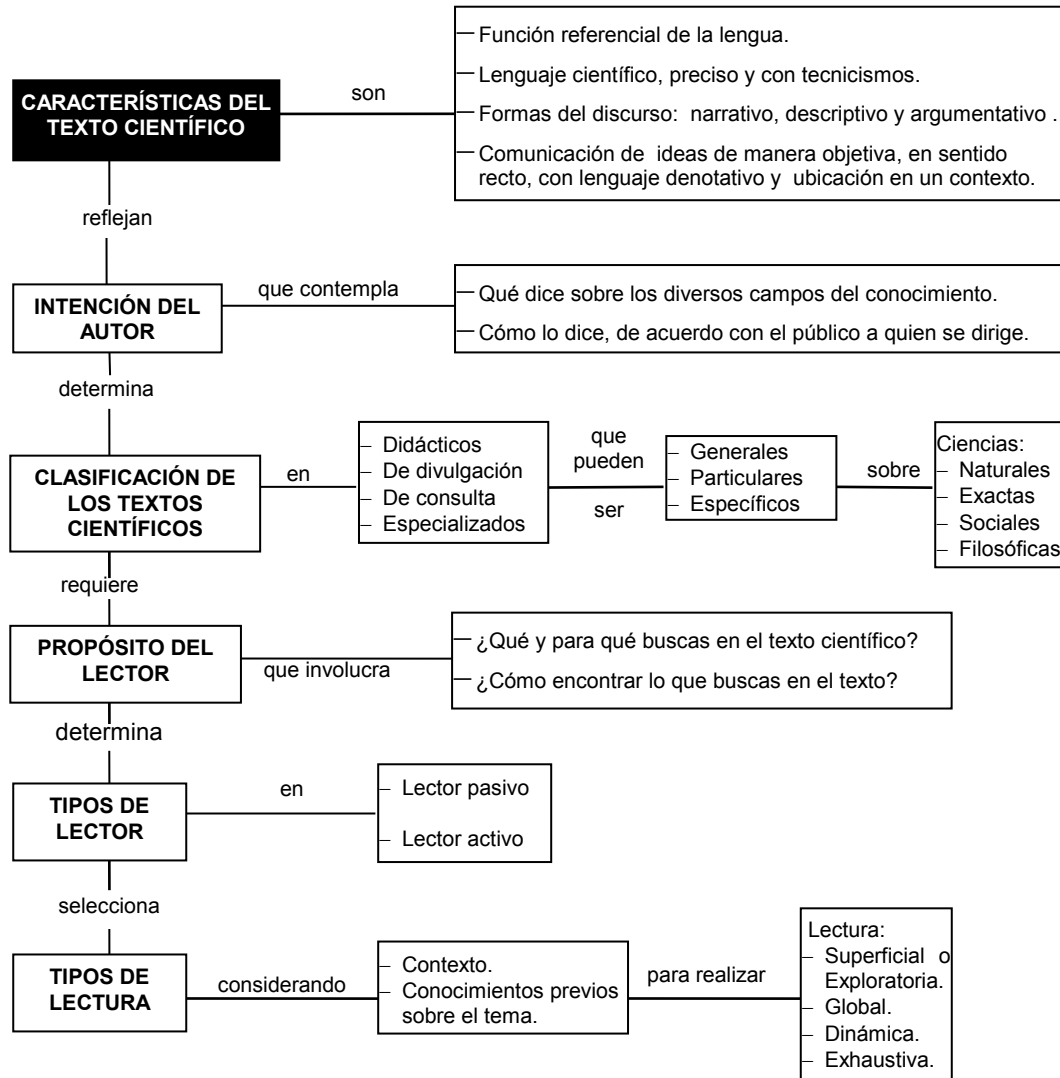 CARACTERÍSTICAS DEL
TEXTO CIENTÍFICO
son
– Función referencial de la lengua.
– Lenguaje científico, preciso y con tecnicismos.
– Formas del discurso: narrativo, descriptivo y argumentativo .
– Comunicación de ideas de manera objetiva, en sentido
recto, con lenguaje denotativo y ubicación en un contexto.
reflejan
INTENCIÓN DEL
AUTOR
que contempla
– Qué dice sobre los diversos campos del conocimiento.
– Cómo lo dice, de acuerdo con el público a quien se dirige.
determina
CLASIFICACIÓN DE
LOS TEXTOS
CIENTÍFICOS
en
– Didácticos
– De divulgación
– De consulta
– Especializados
que
pueden
ser
– Generales
– Particulares
– Específicos
sobre
Ciencias:
– Naturales
– Exactas
– Sociales
– Filosóficas
requiere
PROPÓSITO DEL
LECTOR
que involucra
– ¿Qué y para qué buscas en el texto científico?
– ¿Cómo encontrar lo que buscas en el texto?
determina
TIPOS DE
LECTOR
en
– Lector pasivo
– Lector activo
selecciona
TIPOS DE
LECTURA
considerando
– Contexto.
– Conocimientos previos
sobre el tema.
para realizar
Lectura:
– Superficial o
Exploratoria.
– Global.
– Dinámica.
– Exhaustiva.